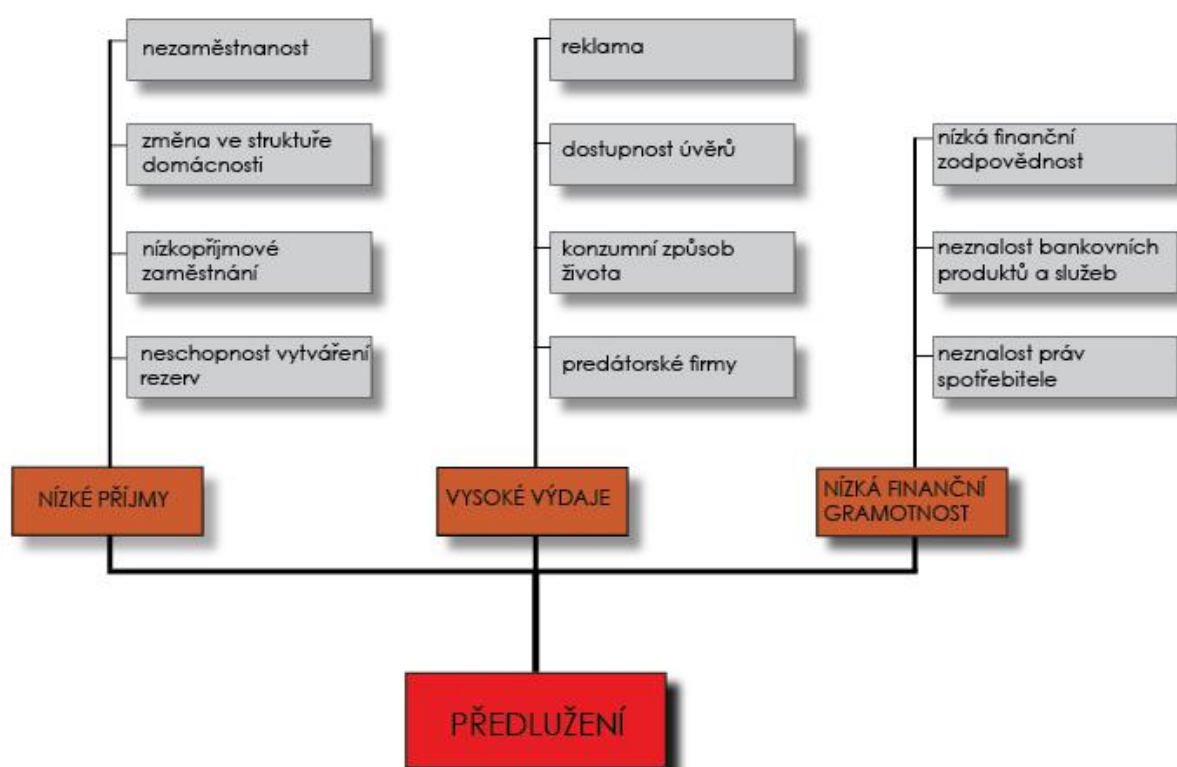 nezaměstnanost
změna ve struktuře
domácnosti
nízkopříjmové
zaměstnání
neschopnost vytváření
rezerv
NÍZKÉ PŘÍJMY
reklama
dostupnost úvěrů
konzumní způsob
života
predátorské firmy
VYSOKÉ VÝDAJE
nízká finanční
zodpovědnost
neznalost bankovních
produktů a služeb
neznalost práv
spotřebitele
NÍZKÁ FINANČNÍ
GRAMOTNOST
PŘEDLUŽENÍ